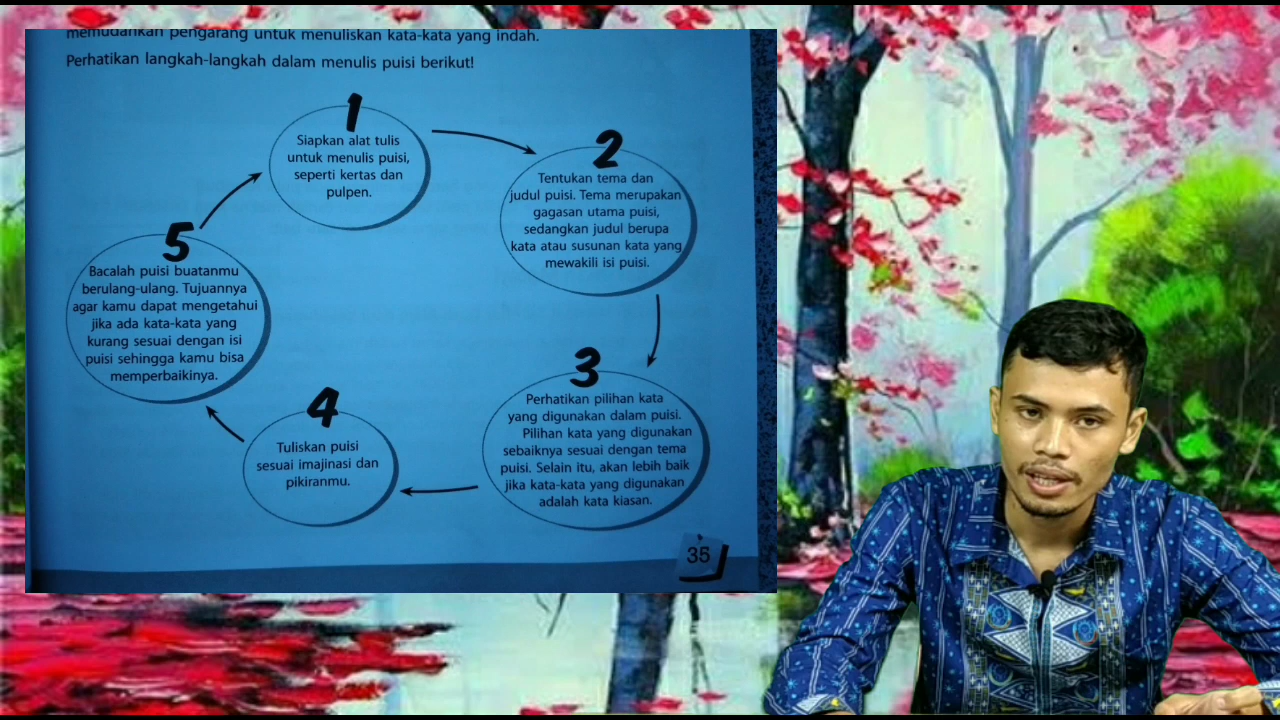 memudahkan pengarang untuk menuliskan kata-kata yang indah.
Perhatikan langkah-langkah dalam menulis puisi berikut!
1
Siapkan alat tulis
untuk menulis puisi,
seperti kertas dan
pulpen.
2
Tentukan tema dan
judul puisi. Tema merupakan
gagasan utama puisi,
sedangkan judul berupa
kata atau susunan kata yang
mewakili isi puisi.
3
Perhatikan pilihan kata
yang digunakan dalam puisi.
Pilihan kata yang digunakan
sebaiknya sesuai dengan tema
puisi. Selain itu, akan lebih baik
jika kata-kata yang digunakan
adalah kata kiasan.
4
Tuliskan puisi
sesuai imajinasi dan
pikiranmu.
5
Bacalah puisi buatanmu
berulang-ulang. Tujuannya
agar kamu dapat mengetahui
jika ada kata-kata yang
kurang sesuai dengan isi
puisi sehingga kamu bisa
memperbaikinya.
35